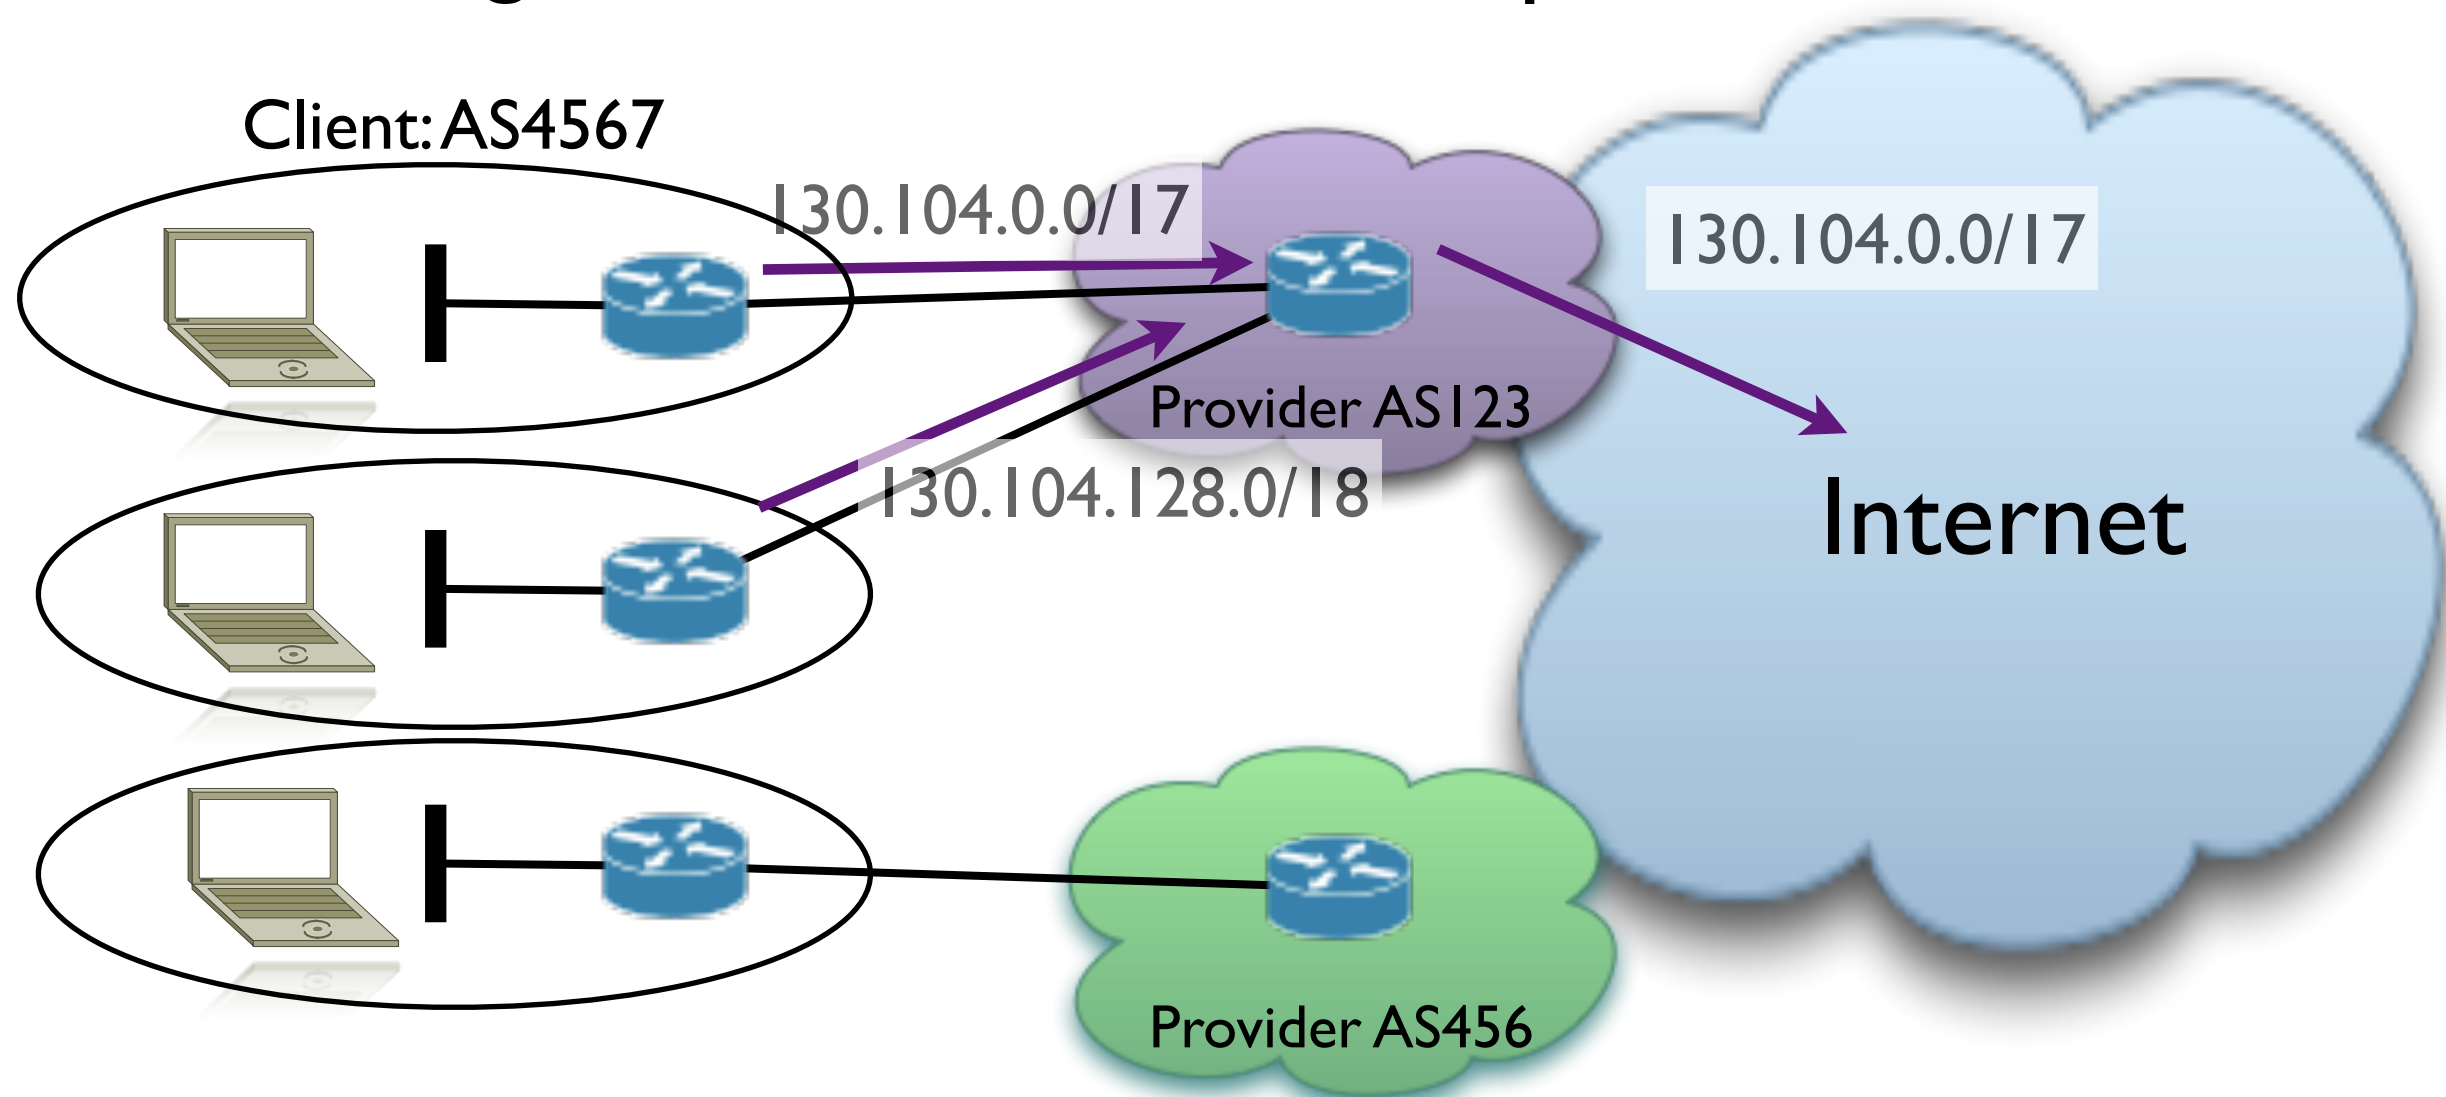 Client: AS4567
130.104.0.0/17
130.104.0.0/17
Provider AS123
130.104.128.0/18
Internet
Provider AS456